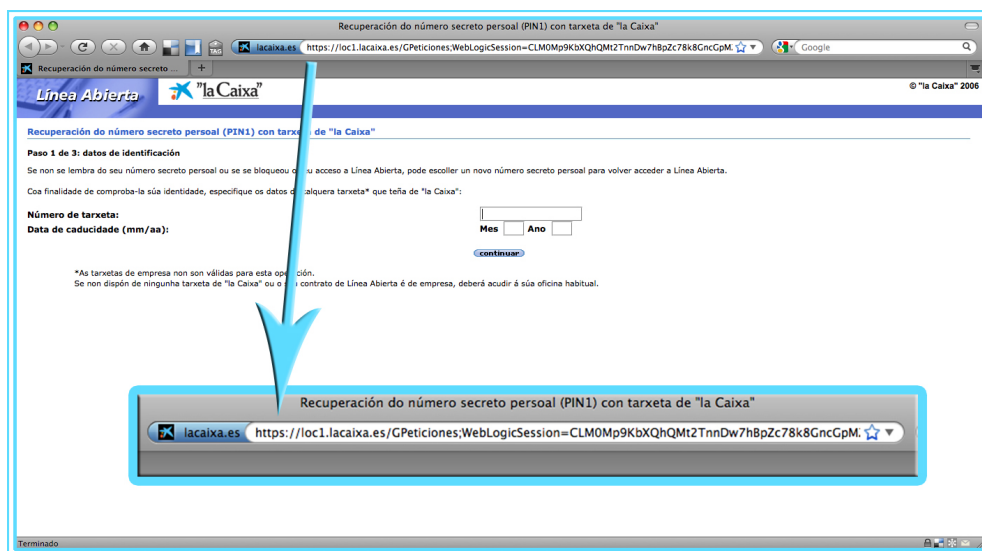 Recuperación do número secreto persoal (PIN1) con tarxeta de "la Caixa"
TAG lacaixa.es https://loc1.lacaixa.es/GPeticiones;WebLogicSession=CLM0Mp9KbXQhQMt2TnnDw7hBpZc78k8GncGpM. Google
Recuperación do número secreto ... +
Línea Abierta "la Caixa" © "la Caixa" 2006
Recuperación do número secreto persoal (PIN1) con tarx a de "la Caixa"
Paso 1 de 3: datos de identificación
Se non se lembra do seu número secreto persoal ou se se bloqueou o u acceso a Línea Abierta, pode escoller un novo número secreto persoal para volver acceder a Línea Abierta.
Coa finalidade de comproba-la súa identidade, especifique os datos d alquera tarxeta* que teña de "la Caixa":
Número de tarxeta:
Data de caducidade (mm/aa): Mes Ano
continuar
*As tarxetas de empresa non son válidas para esta op ción.
Se non dispón de ningunha tarxeta de "la Caixa" ou o s contrato de Línea Abierta é de empresa, deberá acudir á súa oficina habitual.
Recuperación do número secreto persoal (PIN1) con tarxeta de "la Caixa"
lacaixa.es https://loc1.lacaixa.es/GPeticiones;WebLogicSession=CLM0Mp9KbXQhQMt2TnnDw7hBpZc78k8GncGpM.
Terminado